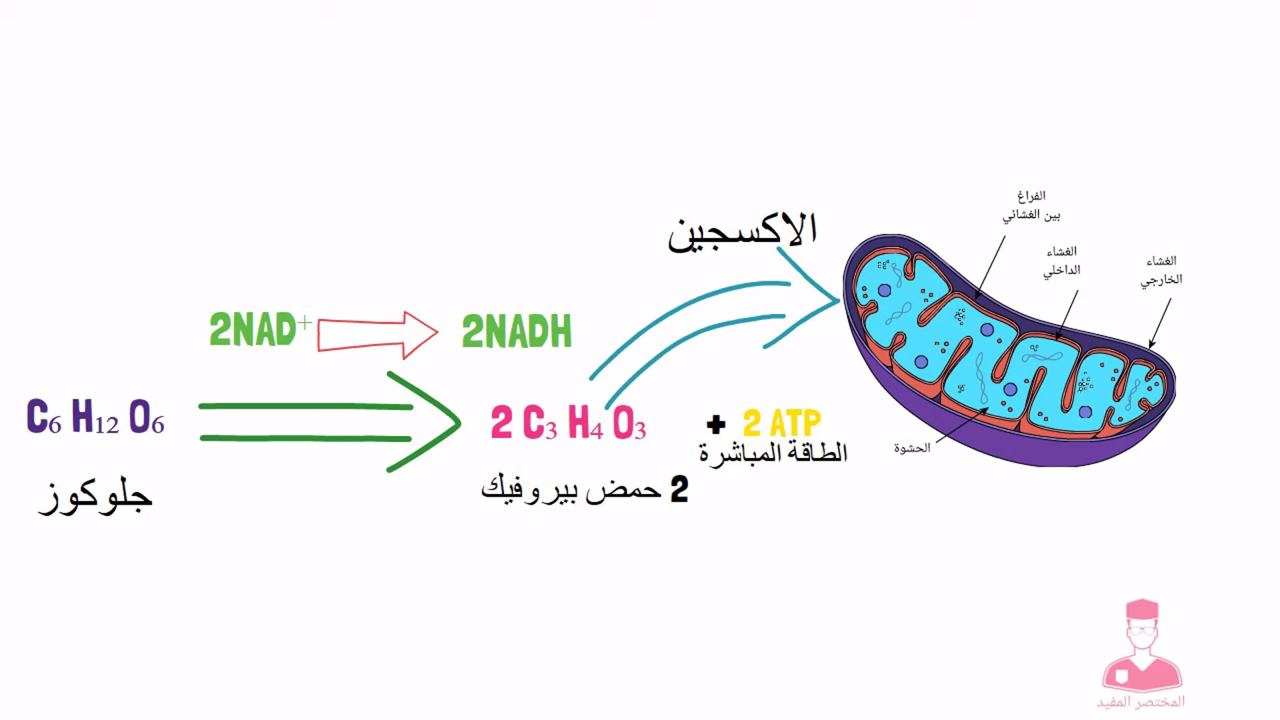 الفراغ
بين الغشائي
الاكسجين
الغشاء
الداخلي
الغشاء
الخارجي
2NAD+
2NADH
C6 H12 O6
2 C3 H4 O3
+ 2 ATP
الطاقة المباشرة
الحشوة
جلوكوز
2 حمض بيروفيك
المختصر المفيد